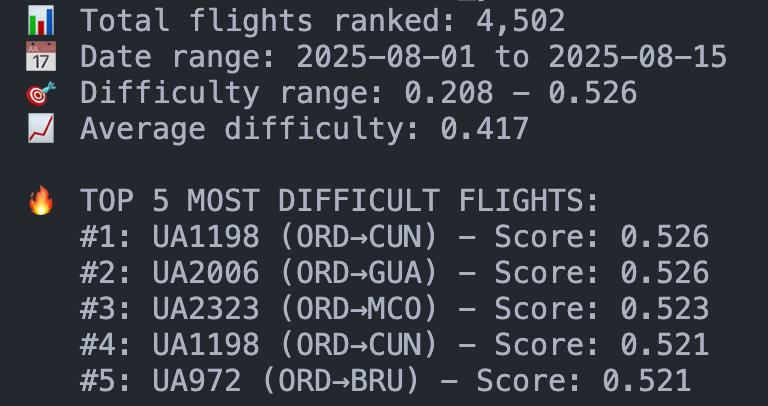 Total flights ranked: 4,502
Date range: 2025-08-01 to 2025-08-15
Difficulty range: 0.208 - 0.526
Average difficulty: 0.417
TOP 5 MOST DIFFICULT FLIGHTS:
#1: UA1198 (ORD→CUN) - Score: 0.526
#2: UA2006 (ORD→GUA) - Score: 0.526
#3: UA2323 (ORD→MCO) - Score: 0.523
#4: UA1198 (ORD→CUN) - Score: 0.521
#5: UA972 (ORD→BRU) - Score: 0.521